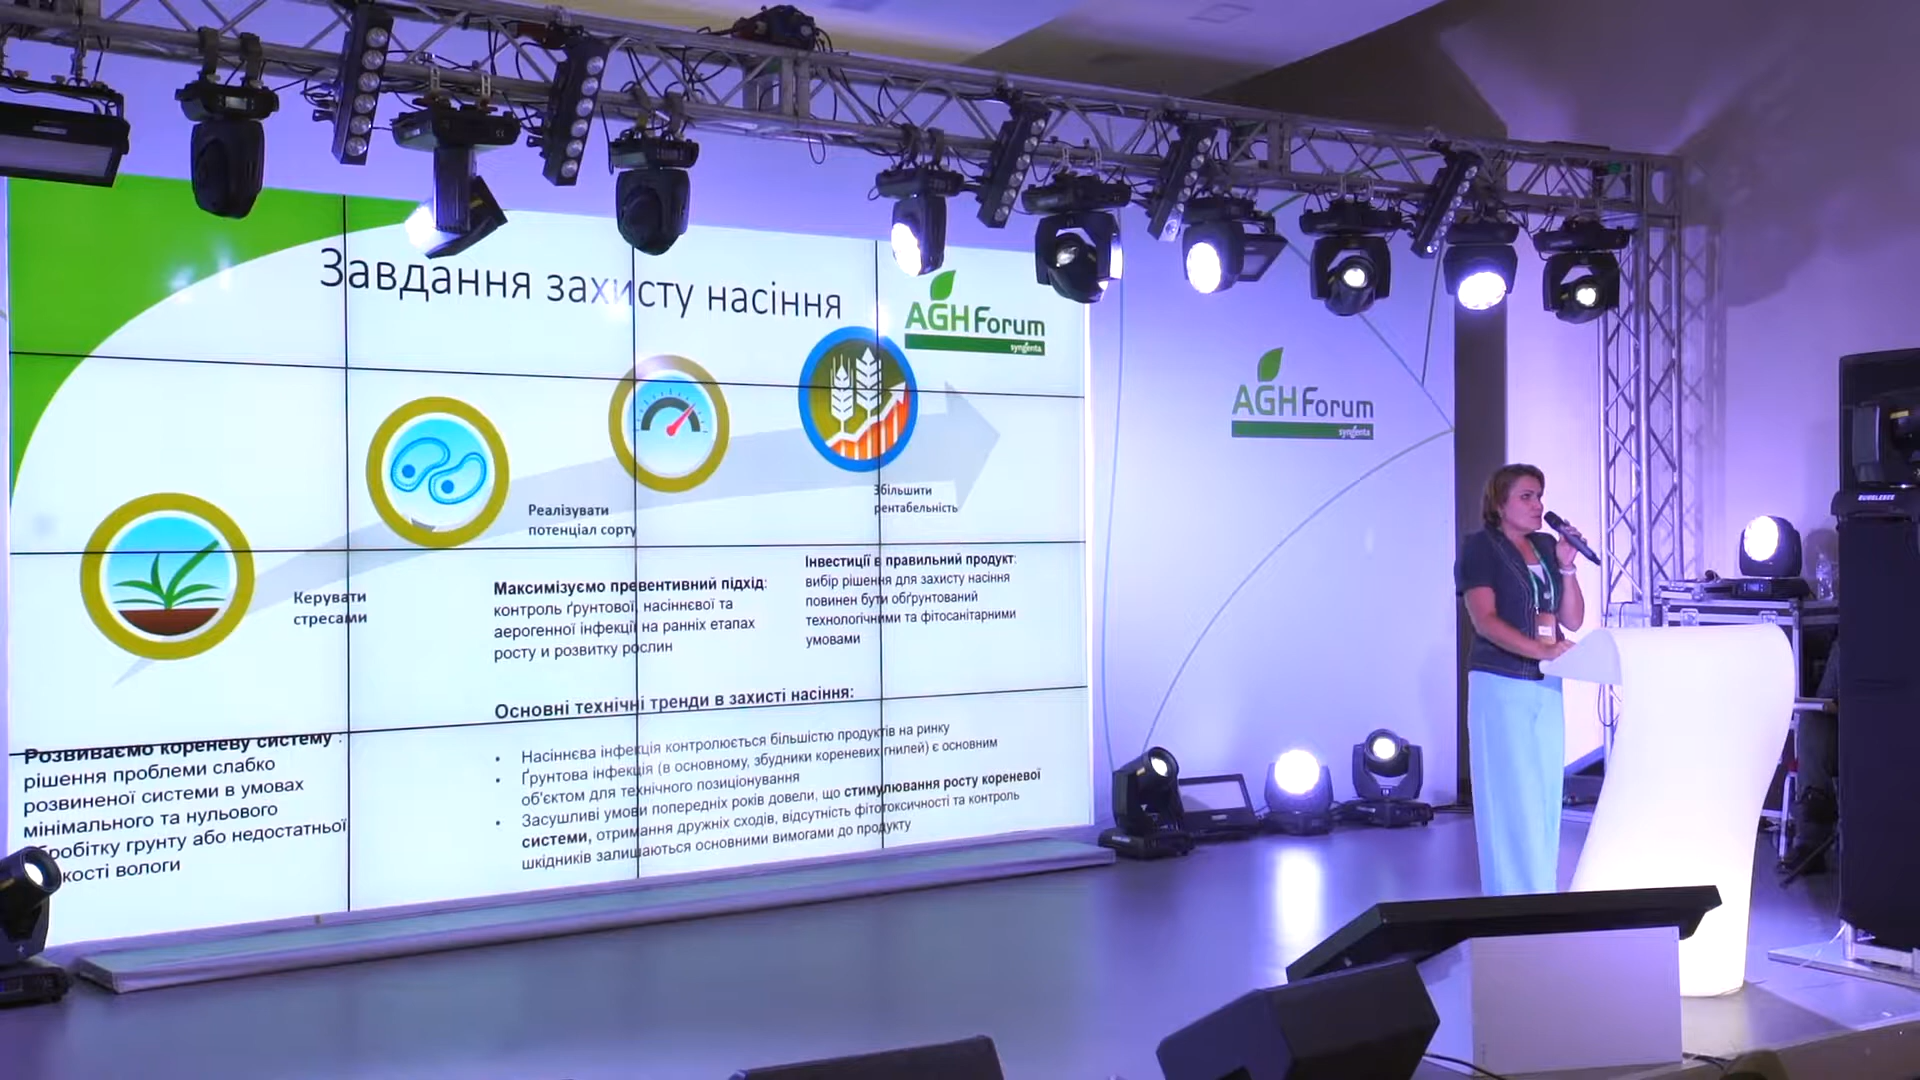 Завдання захисту насіння
AGH Forum
syngenta
AGH Forum
syngenta
Збільшити
рентабельність
Реалізувати
потенціал сорту
Керувати
стресами
Інвестиції в правильний продукт:
вибір рішення для захисту насіння
повинен бути обґрунтований
технологічними та фітосанітарними
умовами
Максимізуємо превентивний підхід:
контроль ґрунтової, насіннєвої та
аерогенної інфекції на ранніх етапах
росту и розвитку рослин
Розвиваємо кореневу систему :
рішення проблеми слабко
розвиненої системи в умовах
мінімального та нульового
бробітку грунту або недостатньої
кості вологи
Основні технічні тренди в захисті насіння:
• Насіннєва інфекція контролюється більшістю продуктів на ринку
• Ґрунтова інфекція (в основному, збудники кореневих гнилей) є основним
об'єктом для технічного позиціонування
• Засушливі умови попередніх років довели, що стимулювання росту кореневої
системи, отримання дружніх сходів, відсутність фітотоксичності та контроль
шкідників залишаються основними вимогами до продукту